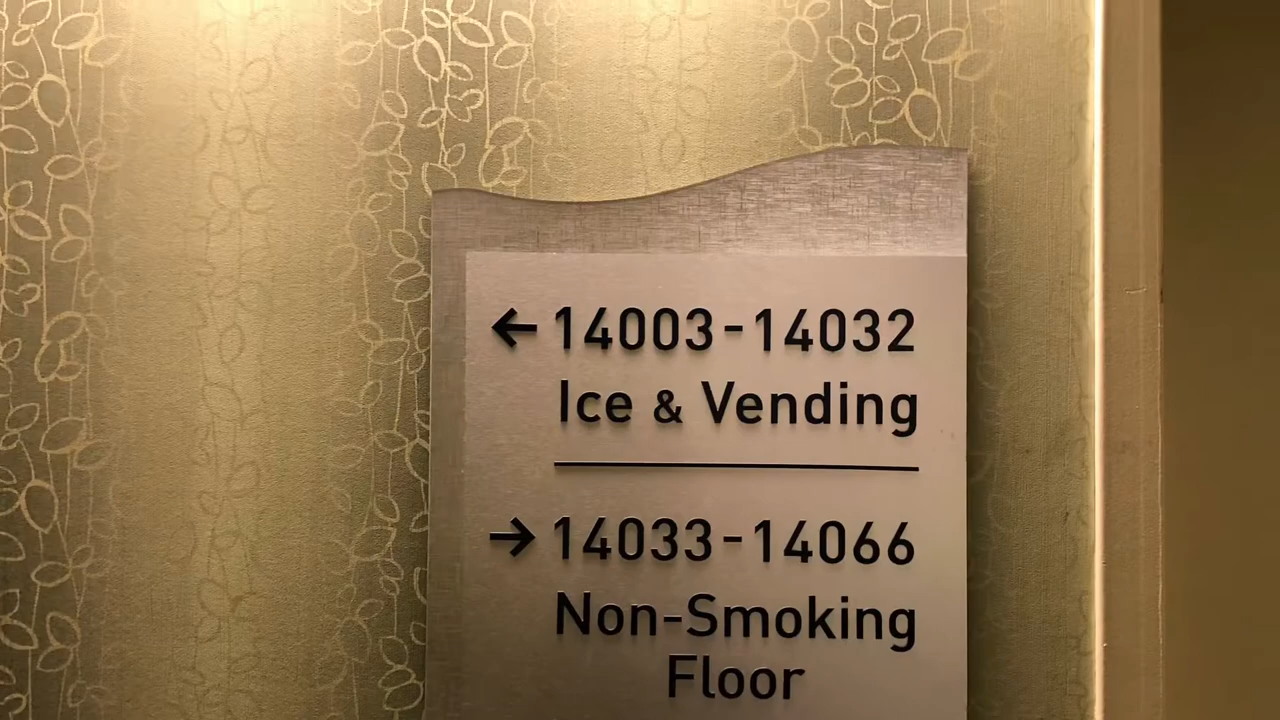 ← 14003-14032
Ice & Vending
→ 14033-14066
Non-Smoking
Floor